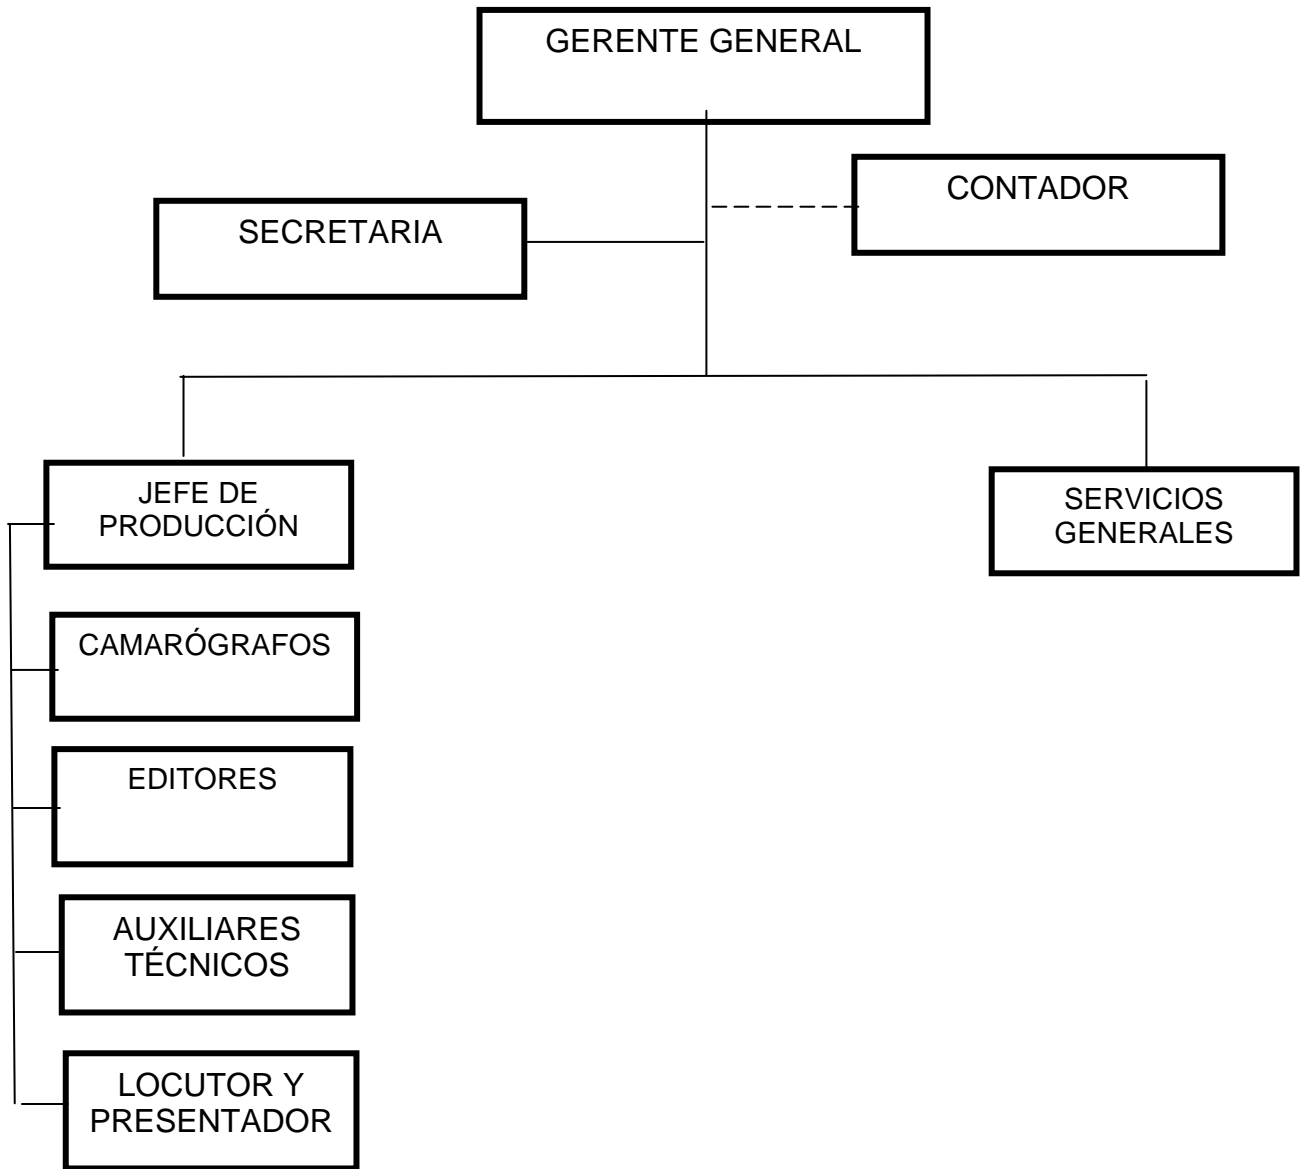 GERENTE GENERAL
CONTADOR
SECRETARIA
JEFE DE
PRODUCCIÓN
SERVICIOS
GENERALES
CAMARÓGRAFOS
EDITORES
AUXILIARES
TÉCNICOS
LOCUTOR Y
PRESENTADOR